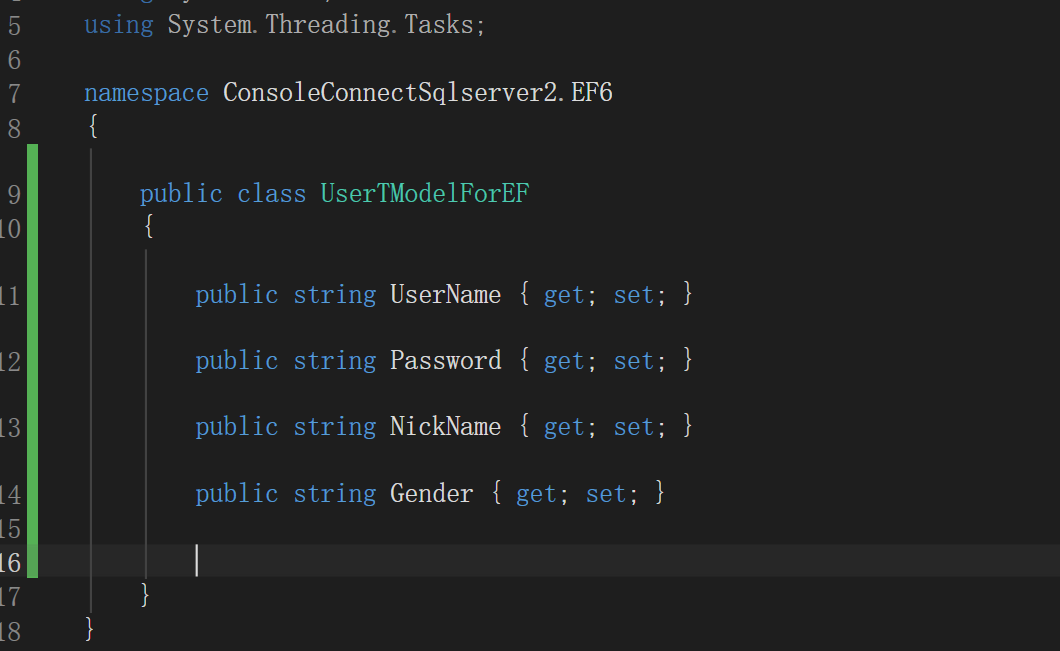 5 using System.Threading.Tasks;
6
7 namespace ConsoleConnectSqlserver2.EF6
8 {
9 public class UserTModelForEF
10 {
11 public string UserName { get; set; }
12 public string Password { get; set; }
13 public string NickName { get; set; }
14 public string Gender { get; set; }
15
16
17 }
18 }